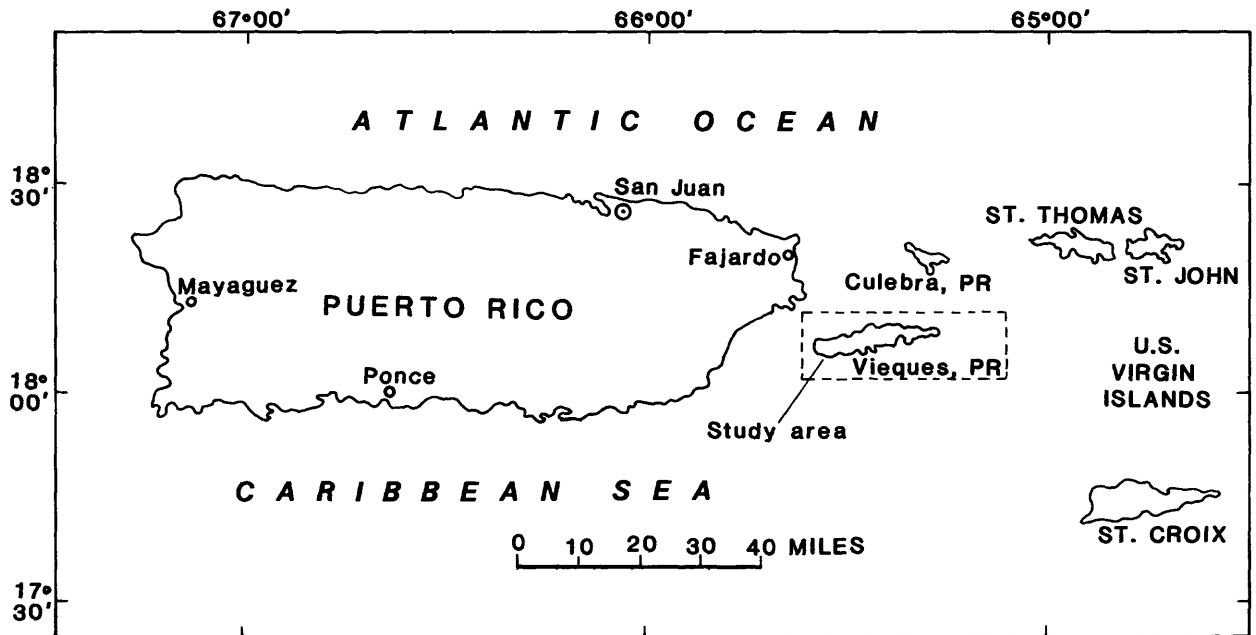 67°00' 66°00' 65°00'
ATLANTIC OCEAN
18°
30'
San Juan
ST. THOMAS
Fajardo
ST. JOHN
Culebra, PR
Mayaguez
PUERTO RICO
U.S.
VIRGIN
ISLANDS
Vieques, PR
Ponce
18°
00'
Study area
CARIBBEAN SEA
ST. CROIX
0 10 20 30 40 MILES
17°
30'